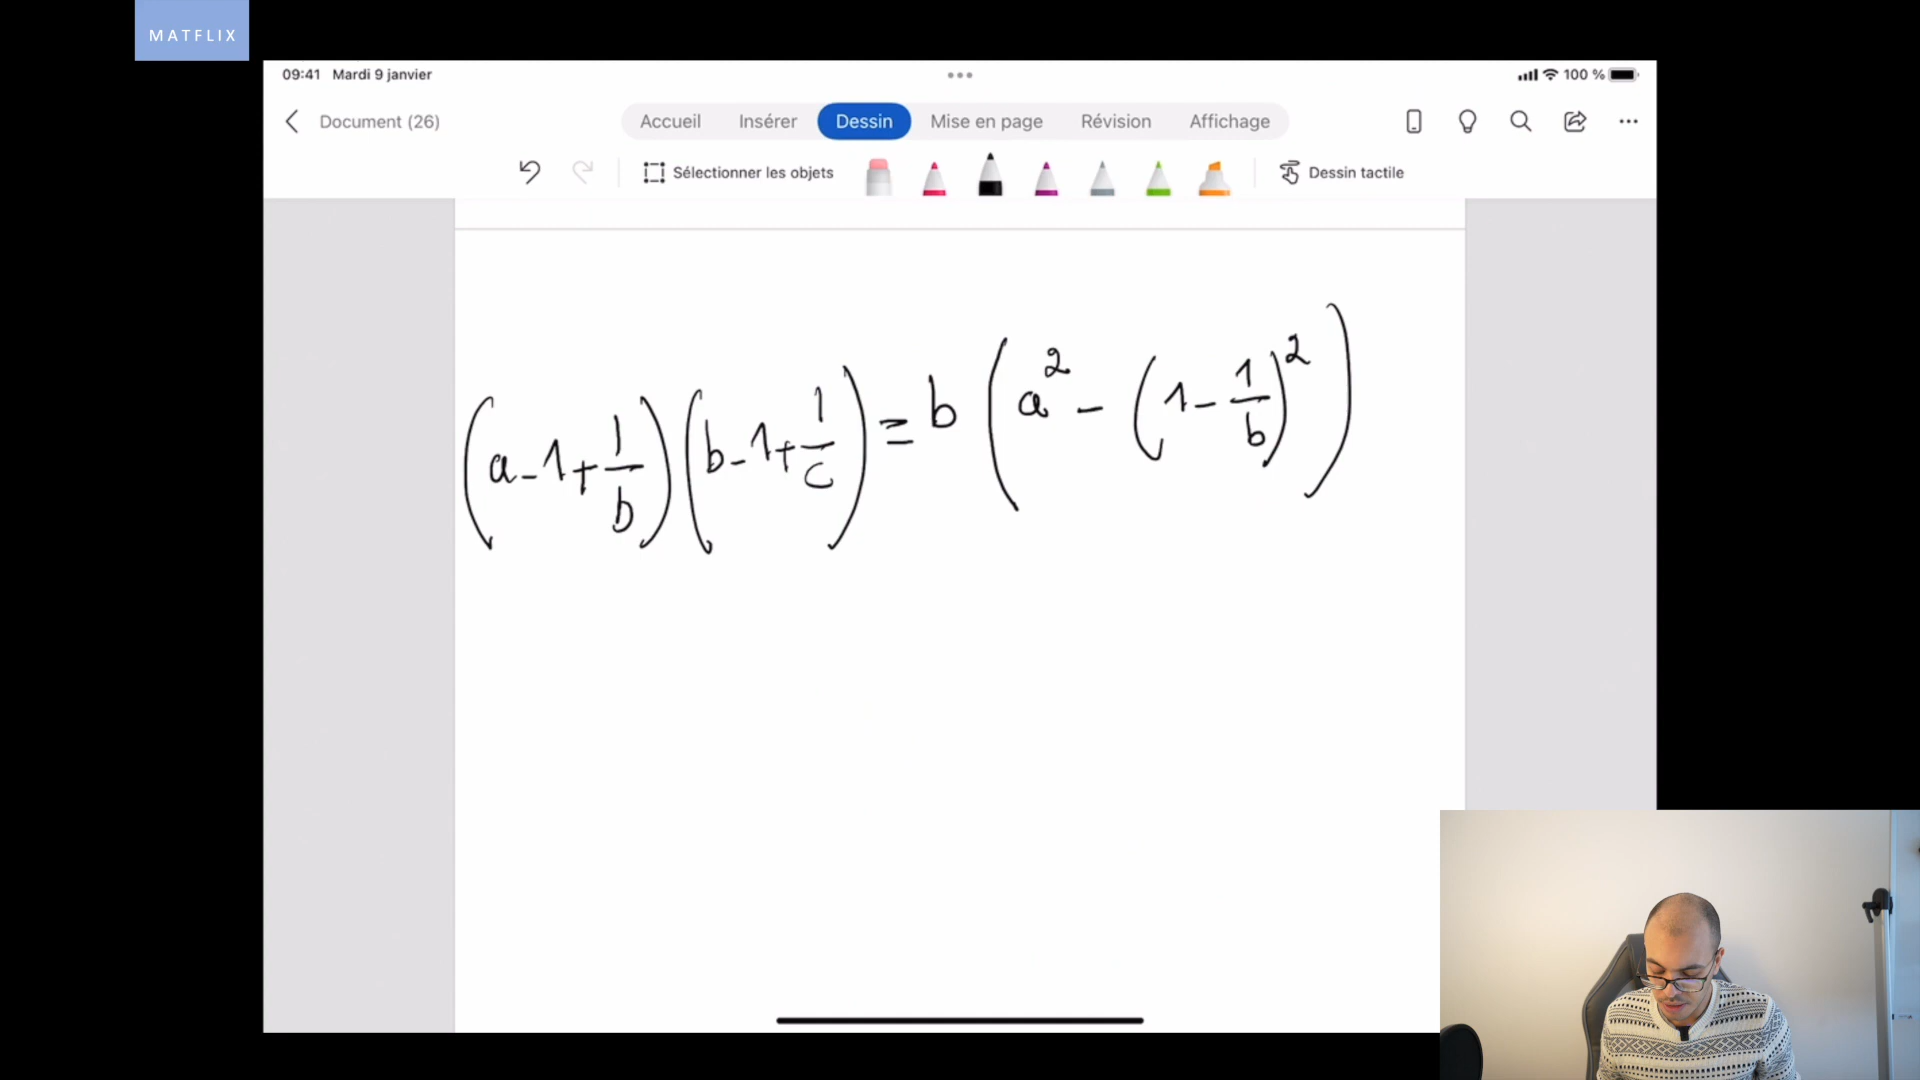 MATFLIX
09:41 Mardi 9 janvier
100 %
Document (26)
Accueil Insérer Dessin Mise en page Révision Affichage
Sélectionner les objets
Dessin tactile
(a-1+1/b)(b-1+1/c)=b(a²-(1-1/b)²)